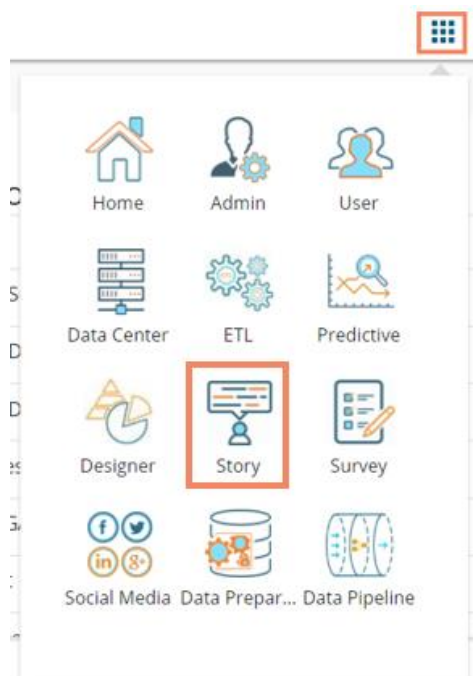 Home Admin User
Data Center ETL Predictive
Designer Story Survey
Social Media Data Prepar... Data Pipeline